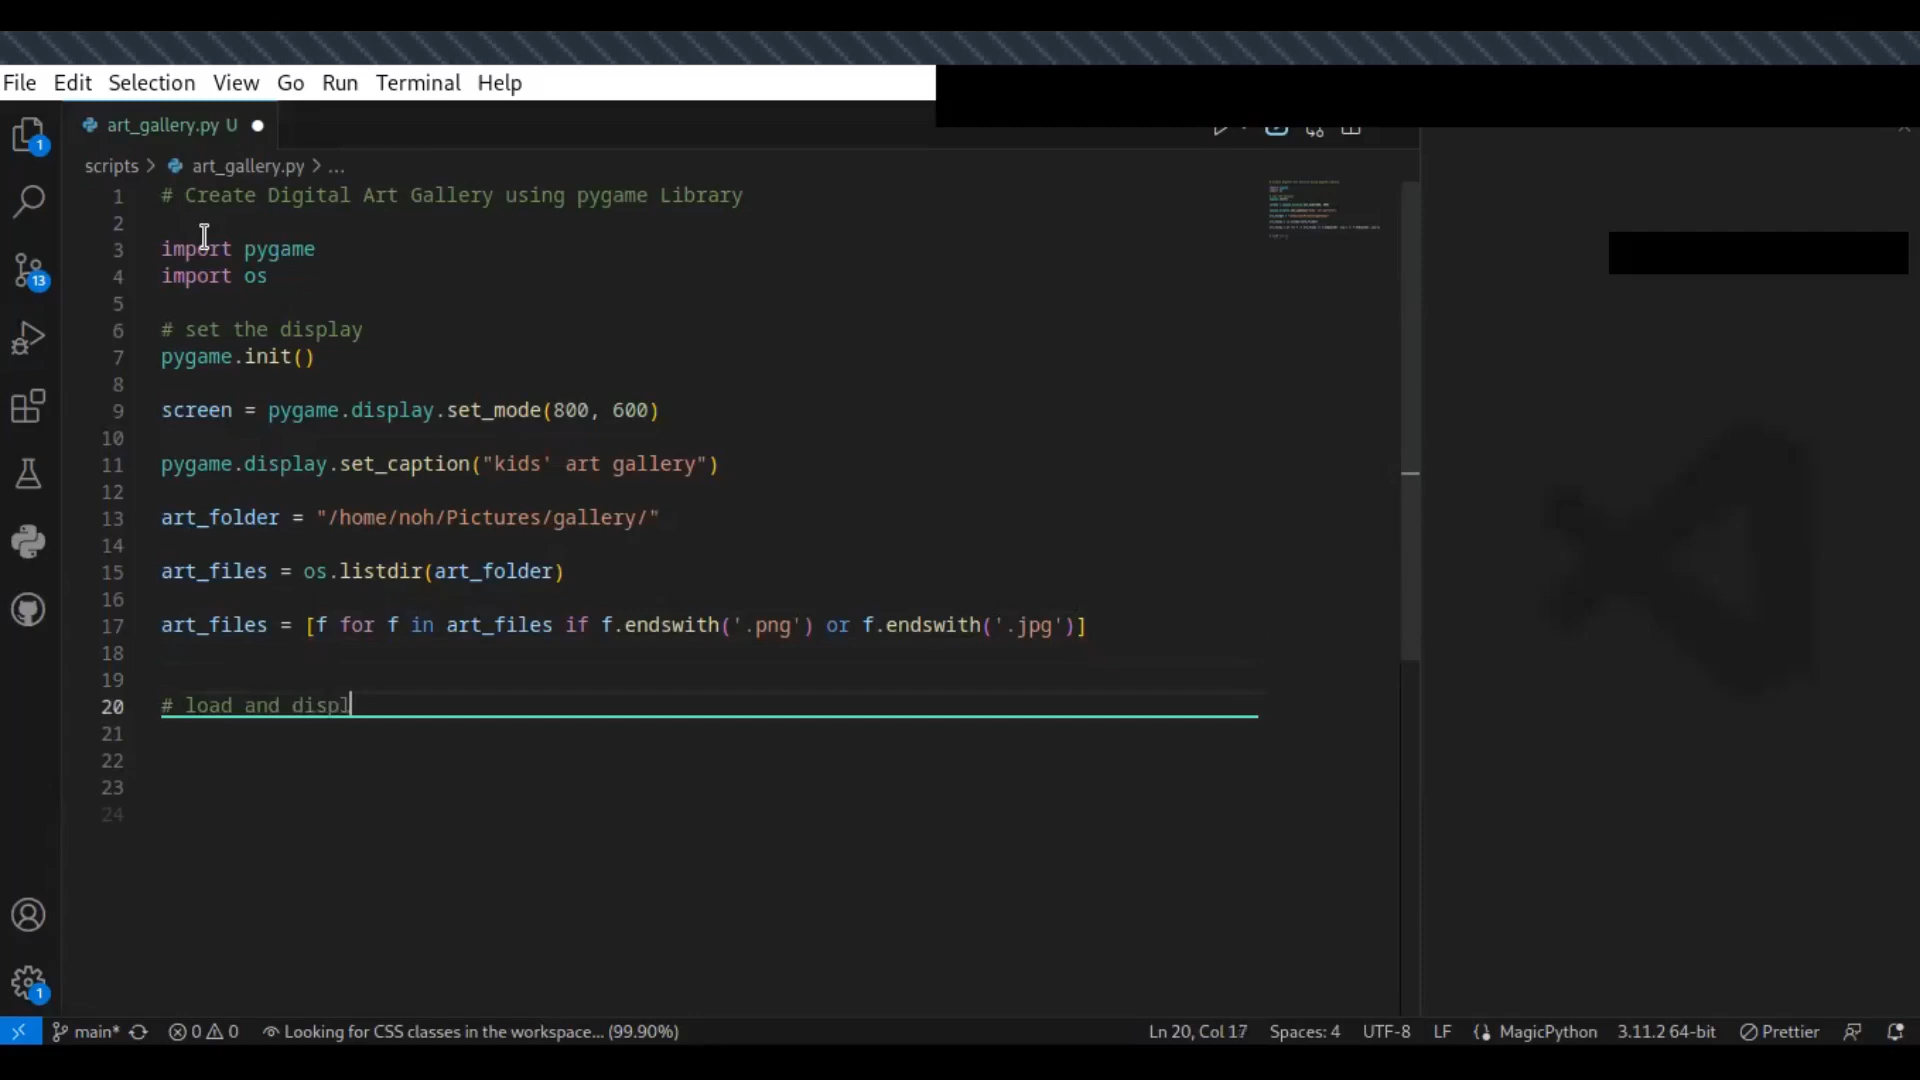 File Edit Selection View Go Run Terminal Help
art_gallery.py U
1
scripts > art_gallery.py > ...
1 # Create Digital Art Gallery using pygame Library
2
3 import pygame
4 import os
13
5
6 # set the display
7 pygame.init()
8
9 screen = pygame.display.set_mode(800, 600)
10
11 pygame.display.set_caption("kids' art gallery")
12
13 art_folder = "/home/noh/Pictures/gallery/"
14
15 art_files = os.listdir(art_folder)
16
17 art_files = [f for f in art_files if f.endswith('.png') or f.endswith('.jpg')]
18
19
20 # load and displ
21
22
23
24
1
main* 0 0 Looking for CSS classes in the workspace... (99.90%) Ln 20, Col 17 Spaces: 4 UTF-8 LF MagicPython 3.11.2 64-bit Prettier